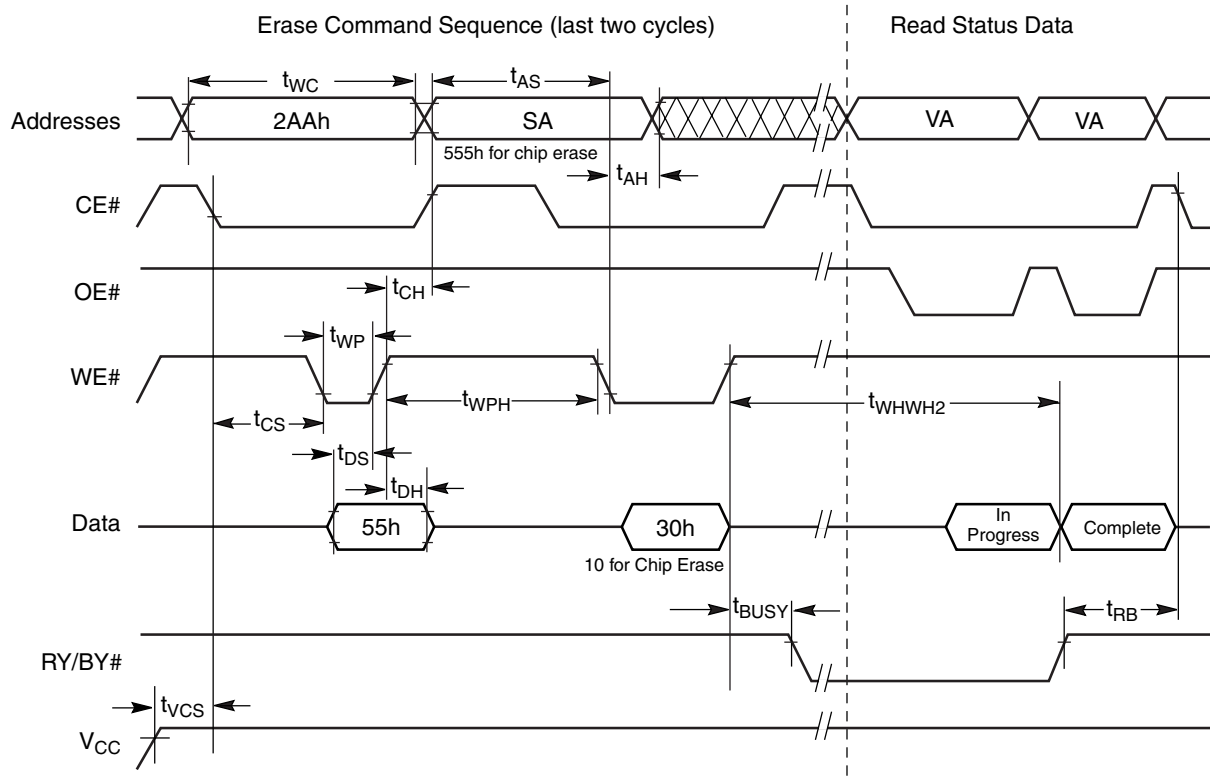 Erase Command Sequence (last two cycles)
Read Status Data
tWC
tAS
Addresses
2AAh
SA
VA
VA
555h for chip erase
tAH
CE#
OE#
tCH
tWP
WE#
tWPH
tWHWH2
tCS
tDS
tDH
Data
55h
30h
In
Progress
Complete
10 for Chip Erase
tBUSY
tRB
RY/BY#
tVCS
VCC